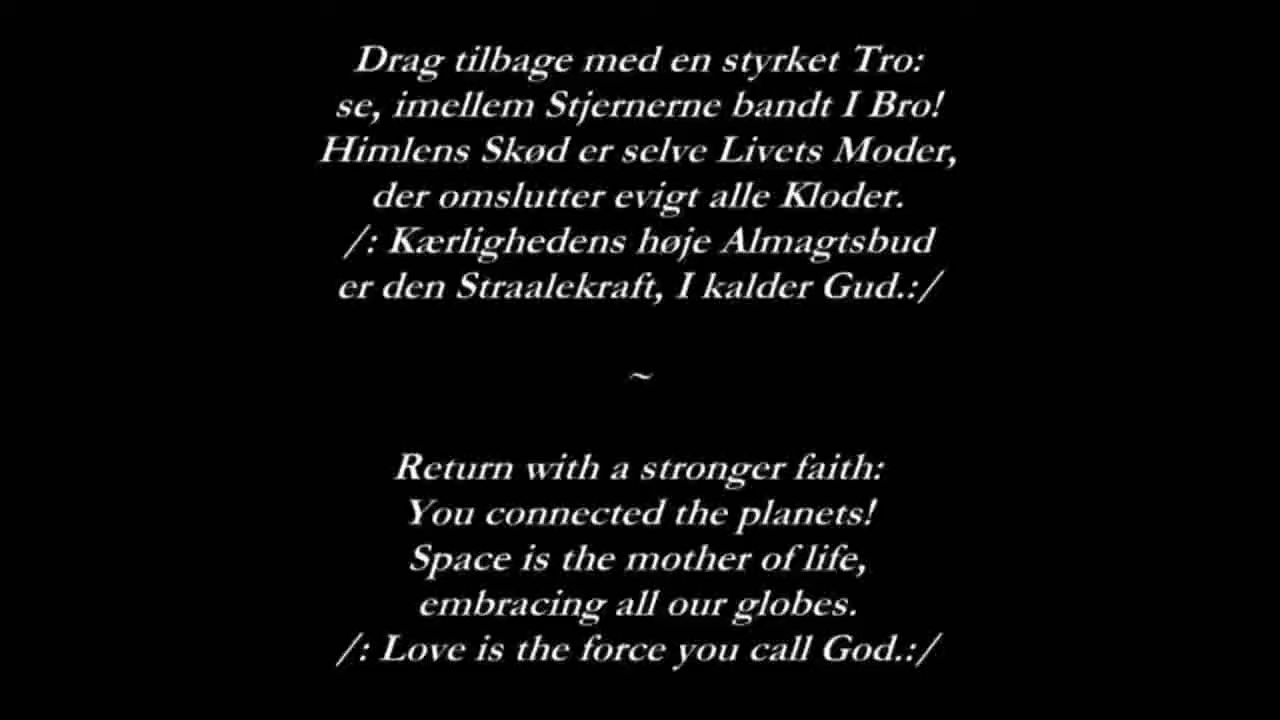 Drag tilbage med en styrket Tro:
se, imellem Stjernerne bandt I Bro!
Himlens Skød er selve Livets Moder,
der omslutter evigt alle Kloder.
/: Kærlighedens høje Almagtsbud
er den Straalekraft, I kalder Gud.:/
~
Return with a stronger faith:
You connected the planets!
Space is the mother of life,
embracing all our globes.
/: Love is the force you call God.:/